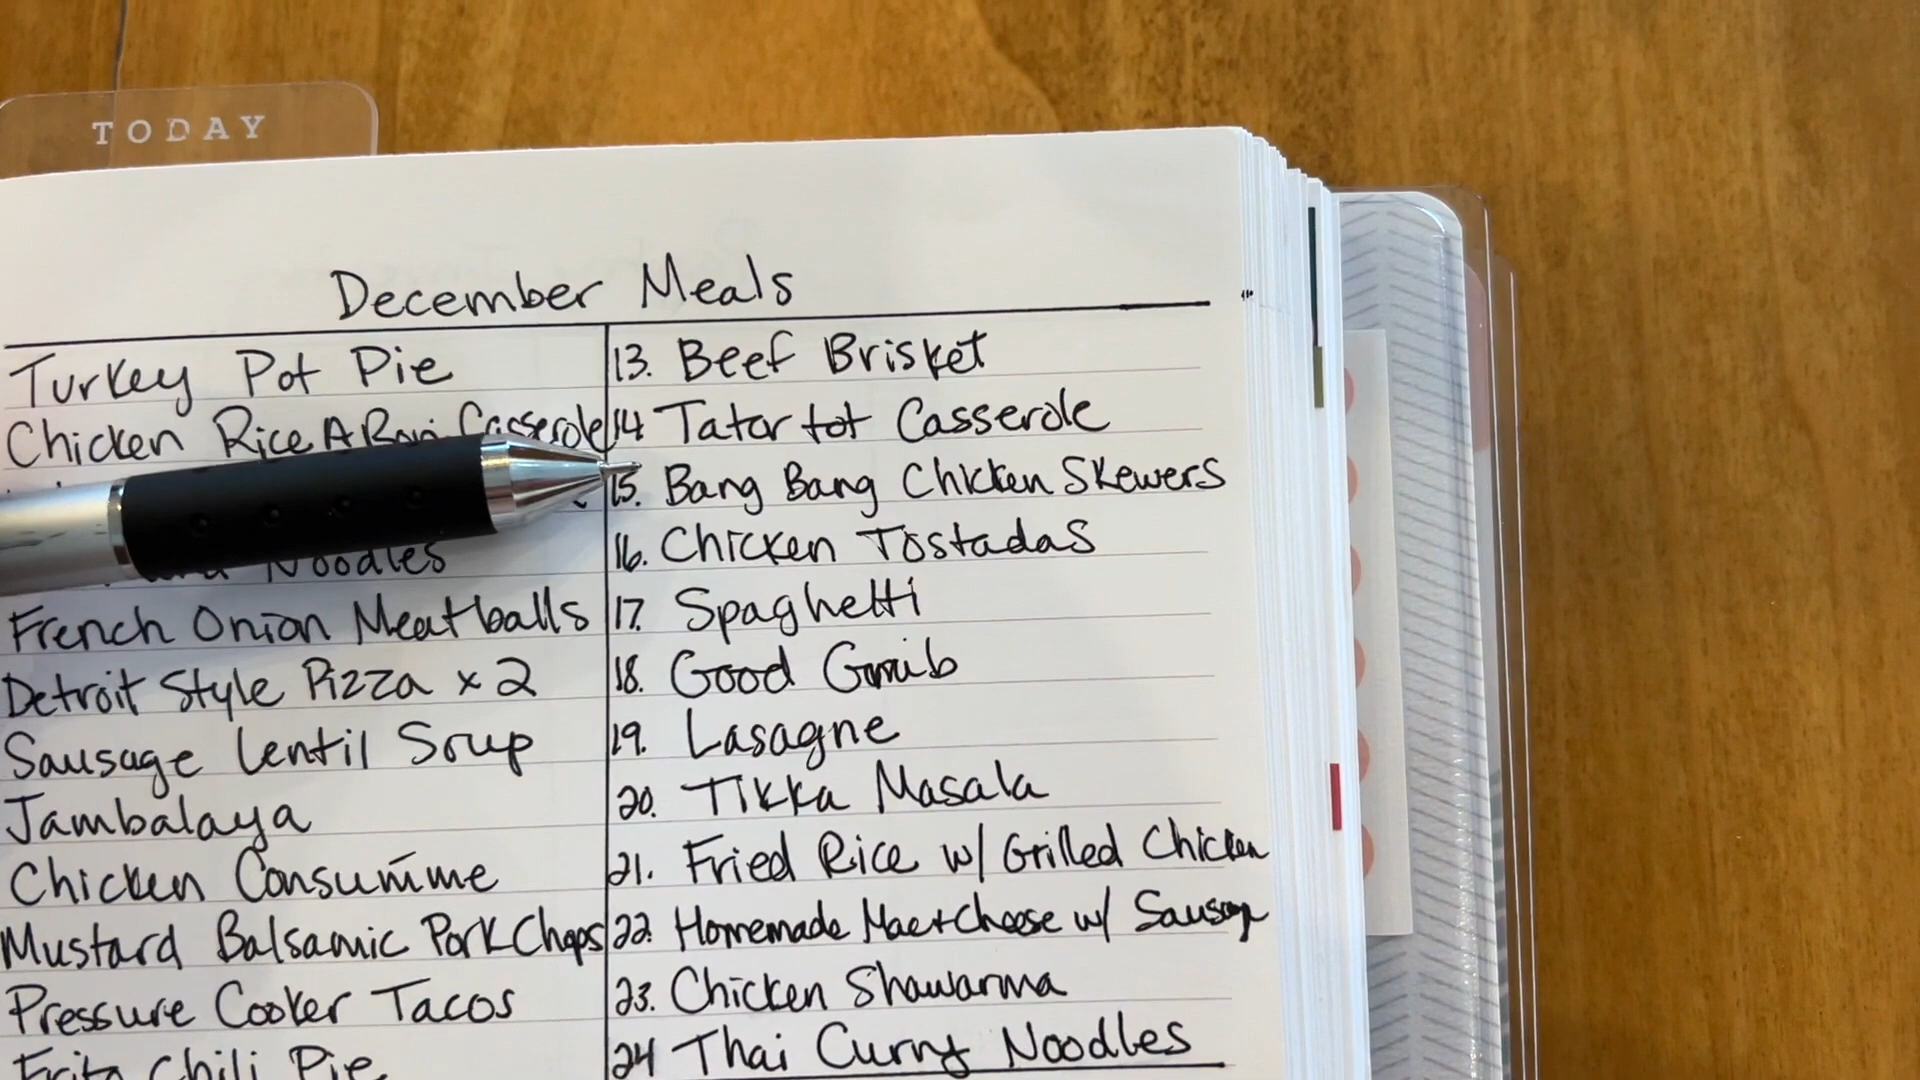 TODAY
December Meals
Turkey Pot Pie
Chicken Rice A Roni Casserole
Noodles
French Onion Meatballs
Detroit Style Pizza x 2
Sausage Lentil Soup
Jambalaya
Chicken Consumme
Mustard Balsamic Pork Chops
Pressure Cooker Tacos
Frito Chili Pie
13. Beef Brisket
14 Tator tot Casserole
15. Bang Bang Chicken Skewers
16. Chicken Tostadas
17. Spaghetti
18. Good Grub
19. Lasagne
20. Tikka Masala
21. Fried Rice w/ Grilled Chicken
22. Homemade Mac+Cheese w/ Sausage
23. Chicken Shawarma
24 Thai Curry Noodles